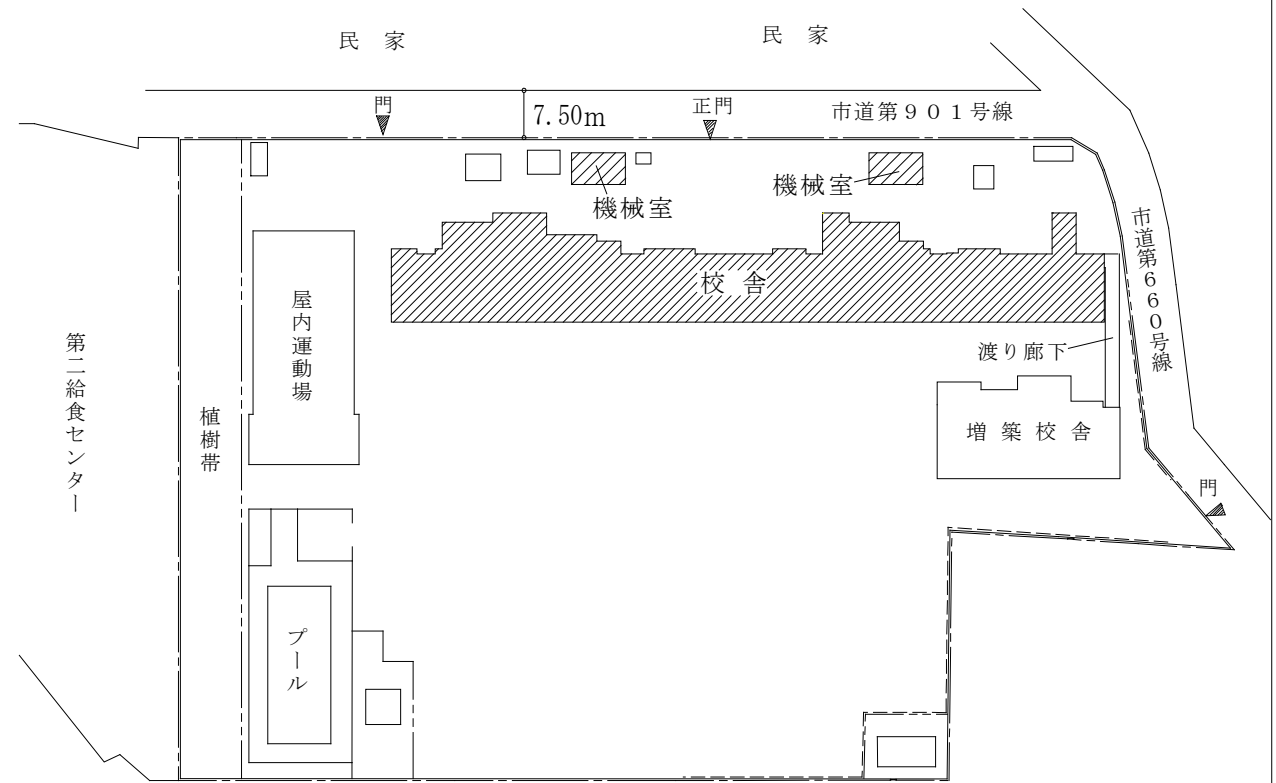 民 家
民 家
門
7.50m
正門
市道第901号線
機械室
機械室
校 舎
市道第660号線
屋内運動場
渡り廊下
第二給食センター
植樹帯
増築校舎
門
プール